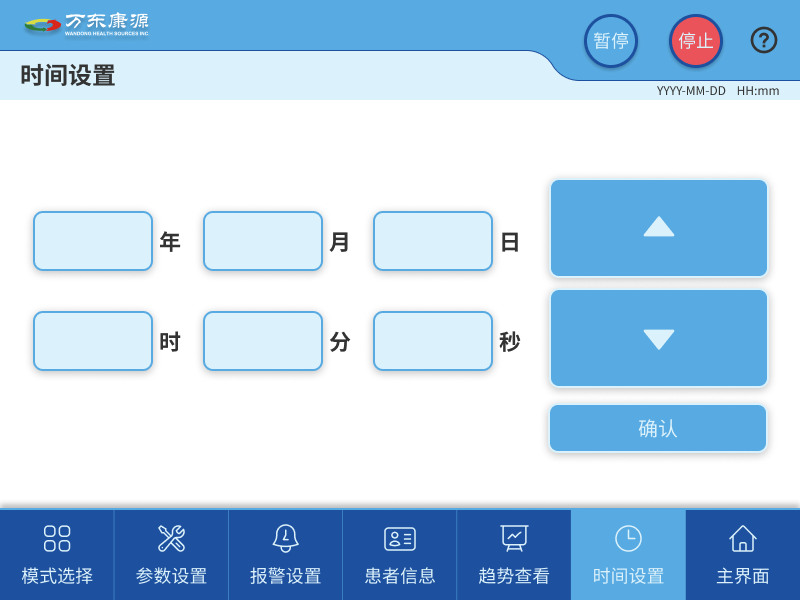 万东康源
WANDONG HEALTH SOURCES INC.
暂停
停止
?
时间设置
YYYY-MM-DD HH:mm
年
月
日
时
分
秒
确认
模式选择
参数设置
报警设置
患者信息
趋势查看
时间设置
主界面